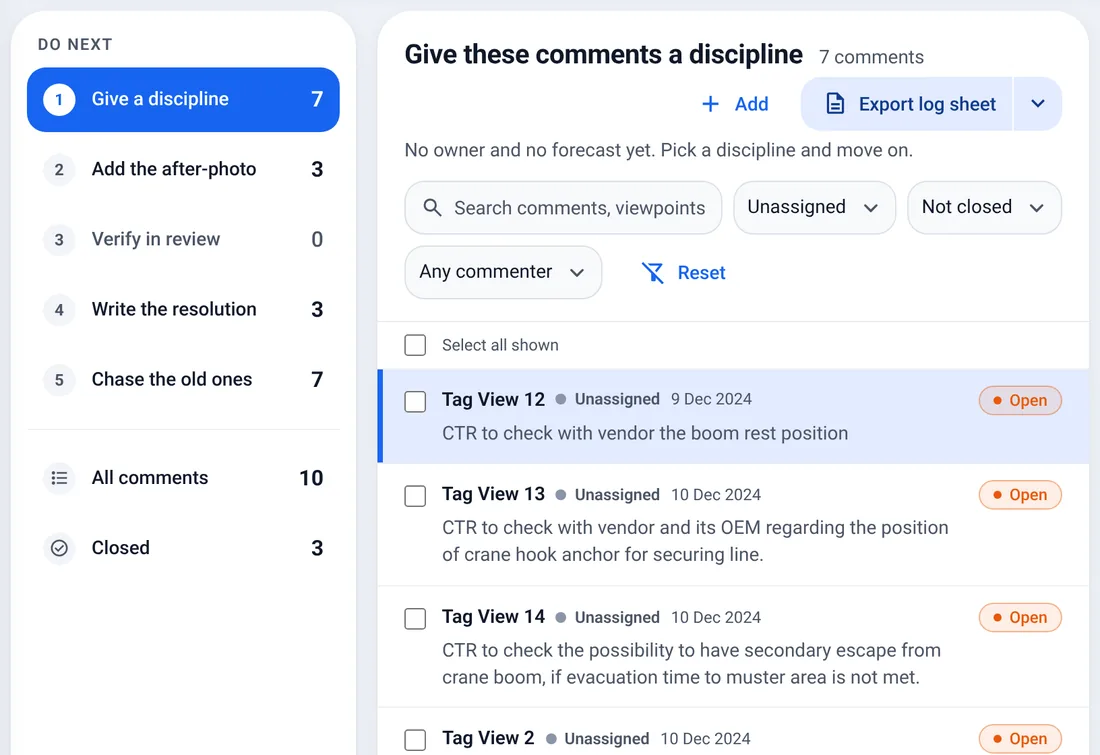 DO NEXT
1 Give a discipline 7
2 Add the after-photo 3
3 Verify in review 0
4 Write the resolution 3
5 Chase the old ones 7
All comments 10
Closed 3
Give these comments a discipline 7 comments
Add Export log sheet
No owner and no forecast yet. Pick a discipline and move on.
Search comments, viewpoints Unassigned Not closed
Any commenter Reset
Select all shown
Tag View 12 Unassigned 9 Dec 2024 Open
CTR to check with vendor the boom rest position
Tag View 13 Unassigned 10 Dec 2024 Open
CTR to check with vendor and its OEM regarding the position
of crane hook anchor for securing line.
Tag View 14 Unassigned 10 Dec 2024 Open
CTR to check the possibility to have secondary escape from
crane boom, if evacuation time to muster area is not met.
Tag View 2 Unassigned 10 Dec 2024 Open